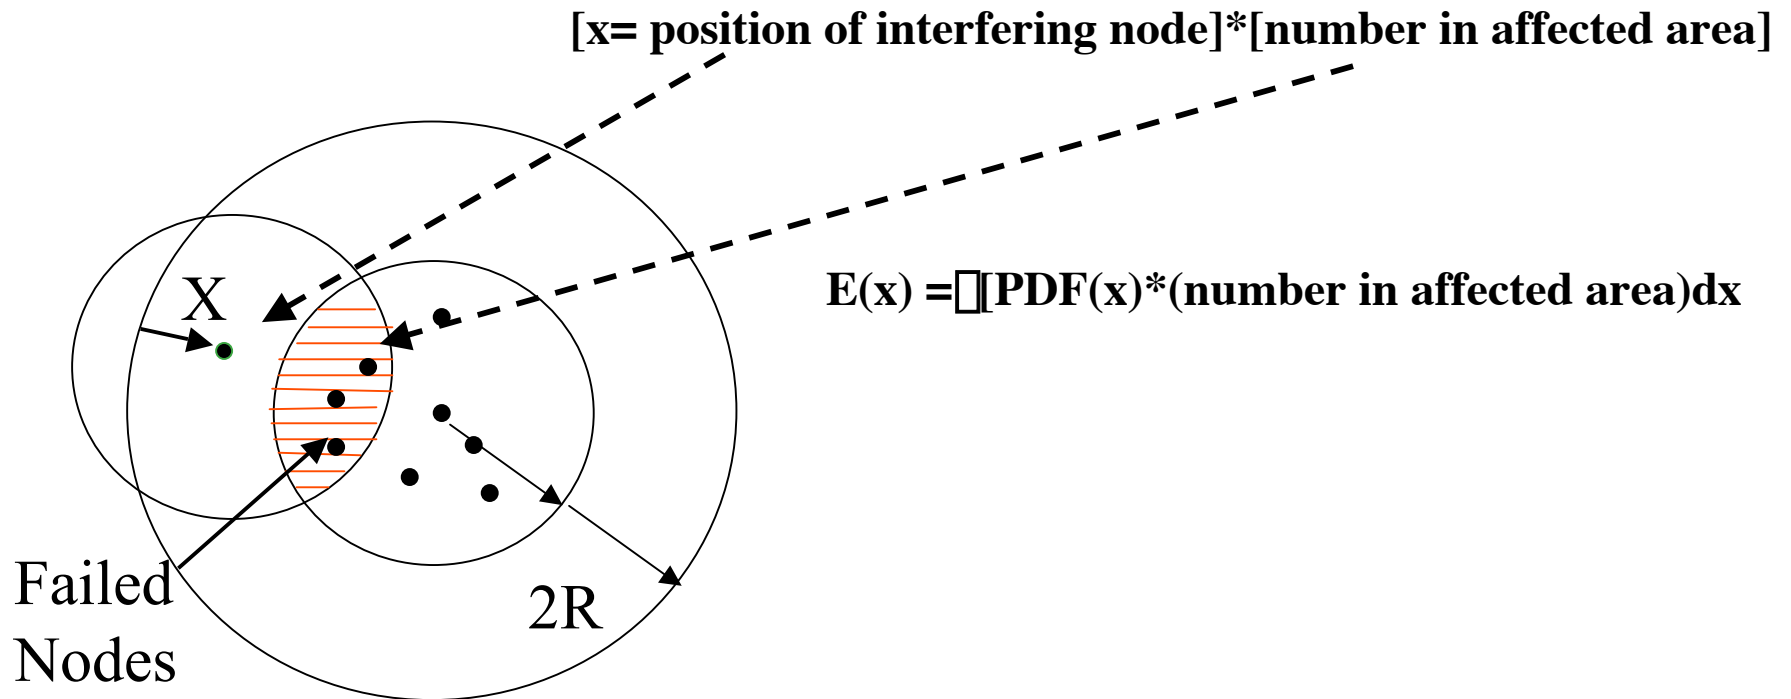 [x= position of interfering node]*[number in affected area]
E(x) =▯[PDF(x)*(number in affected area)dx
X
2R
Failed
Nodes